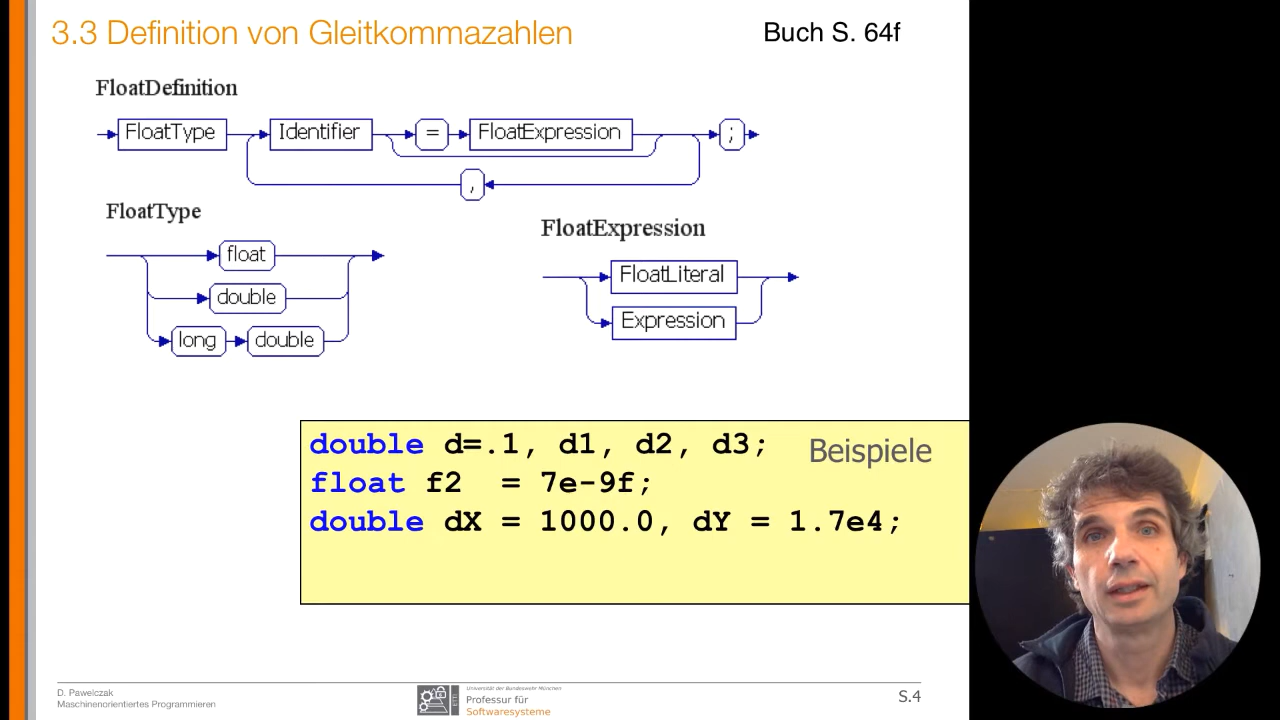 3.3 Definition von Gleitkommazahlen
Buch S. 64f
FloatDefinition
FloatType Identifier = FloatExpression ;
,
FloatType
float
double
long double
FloatExpression
FloatLiteral
Expression
double d=.1, d1, d2, d3;
Beispiele
float f2 = 7e-9f;
double dX = 1000.0, dY = 1.7e4;
D. Pawelczak
Maschinenorientiertes Programmieren
ETTI
Universität der Bundeswehr München
Professur für
Softwaresysteme
S.4